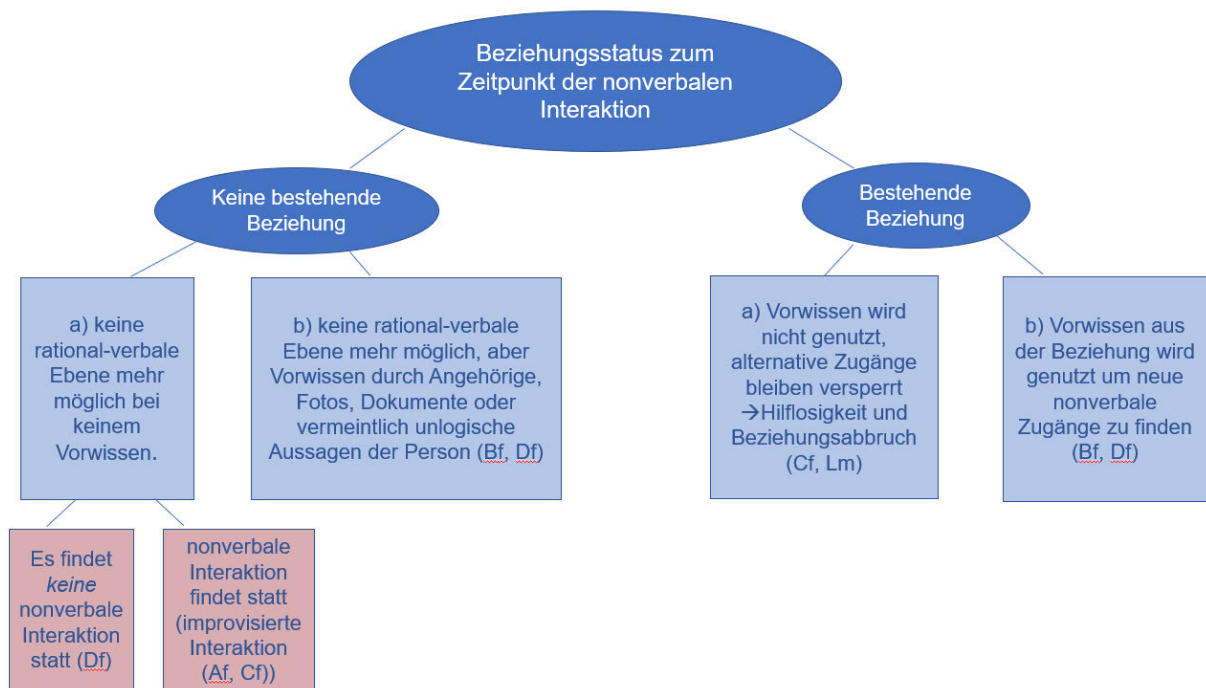 Beziehungsstatus zum
Zeitpunkt der nonverbalen
Interaktion
Keine bestehende
Beziehung
Bestehende
Beziehung
a) keine
rational-verbale
Ebene mehr
möglich bei
keinem
Vorwissen.
b) keine rational-verbale
Ebene mehr möglich, aber
Vorwissen durch Angehörige,
Fotos, Dokumente oder
vermeintlich unlogische
Aussagen der Person (Bf, Df)
a) Vorwissen wird
nicht genutzt,
alternative Zugänge
bleiben versperrt
→Hilflosigkeit und
Beziehungsabbruch
(Cf, Lm)
b) Vorwissen aus
der Beziehung wird
genutzt um neue
nonverbale
Zugänge zu finden
(Bf, Df)
Es findet
keine
nonverbale
Interaktion
statt (Df)
nonverbale
Interaktion
findet statt
(improvisierte
Interaktion
(Af, Cf))